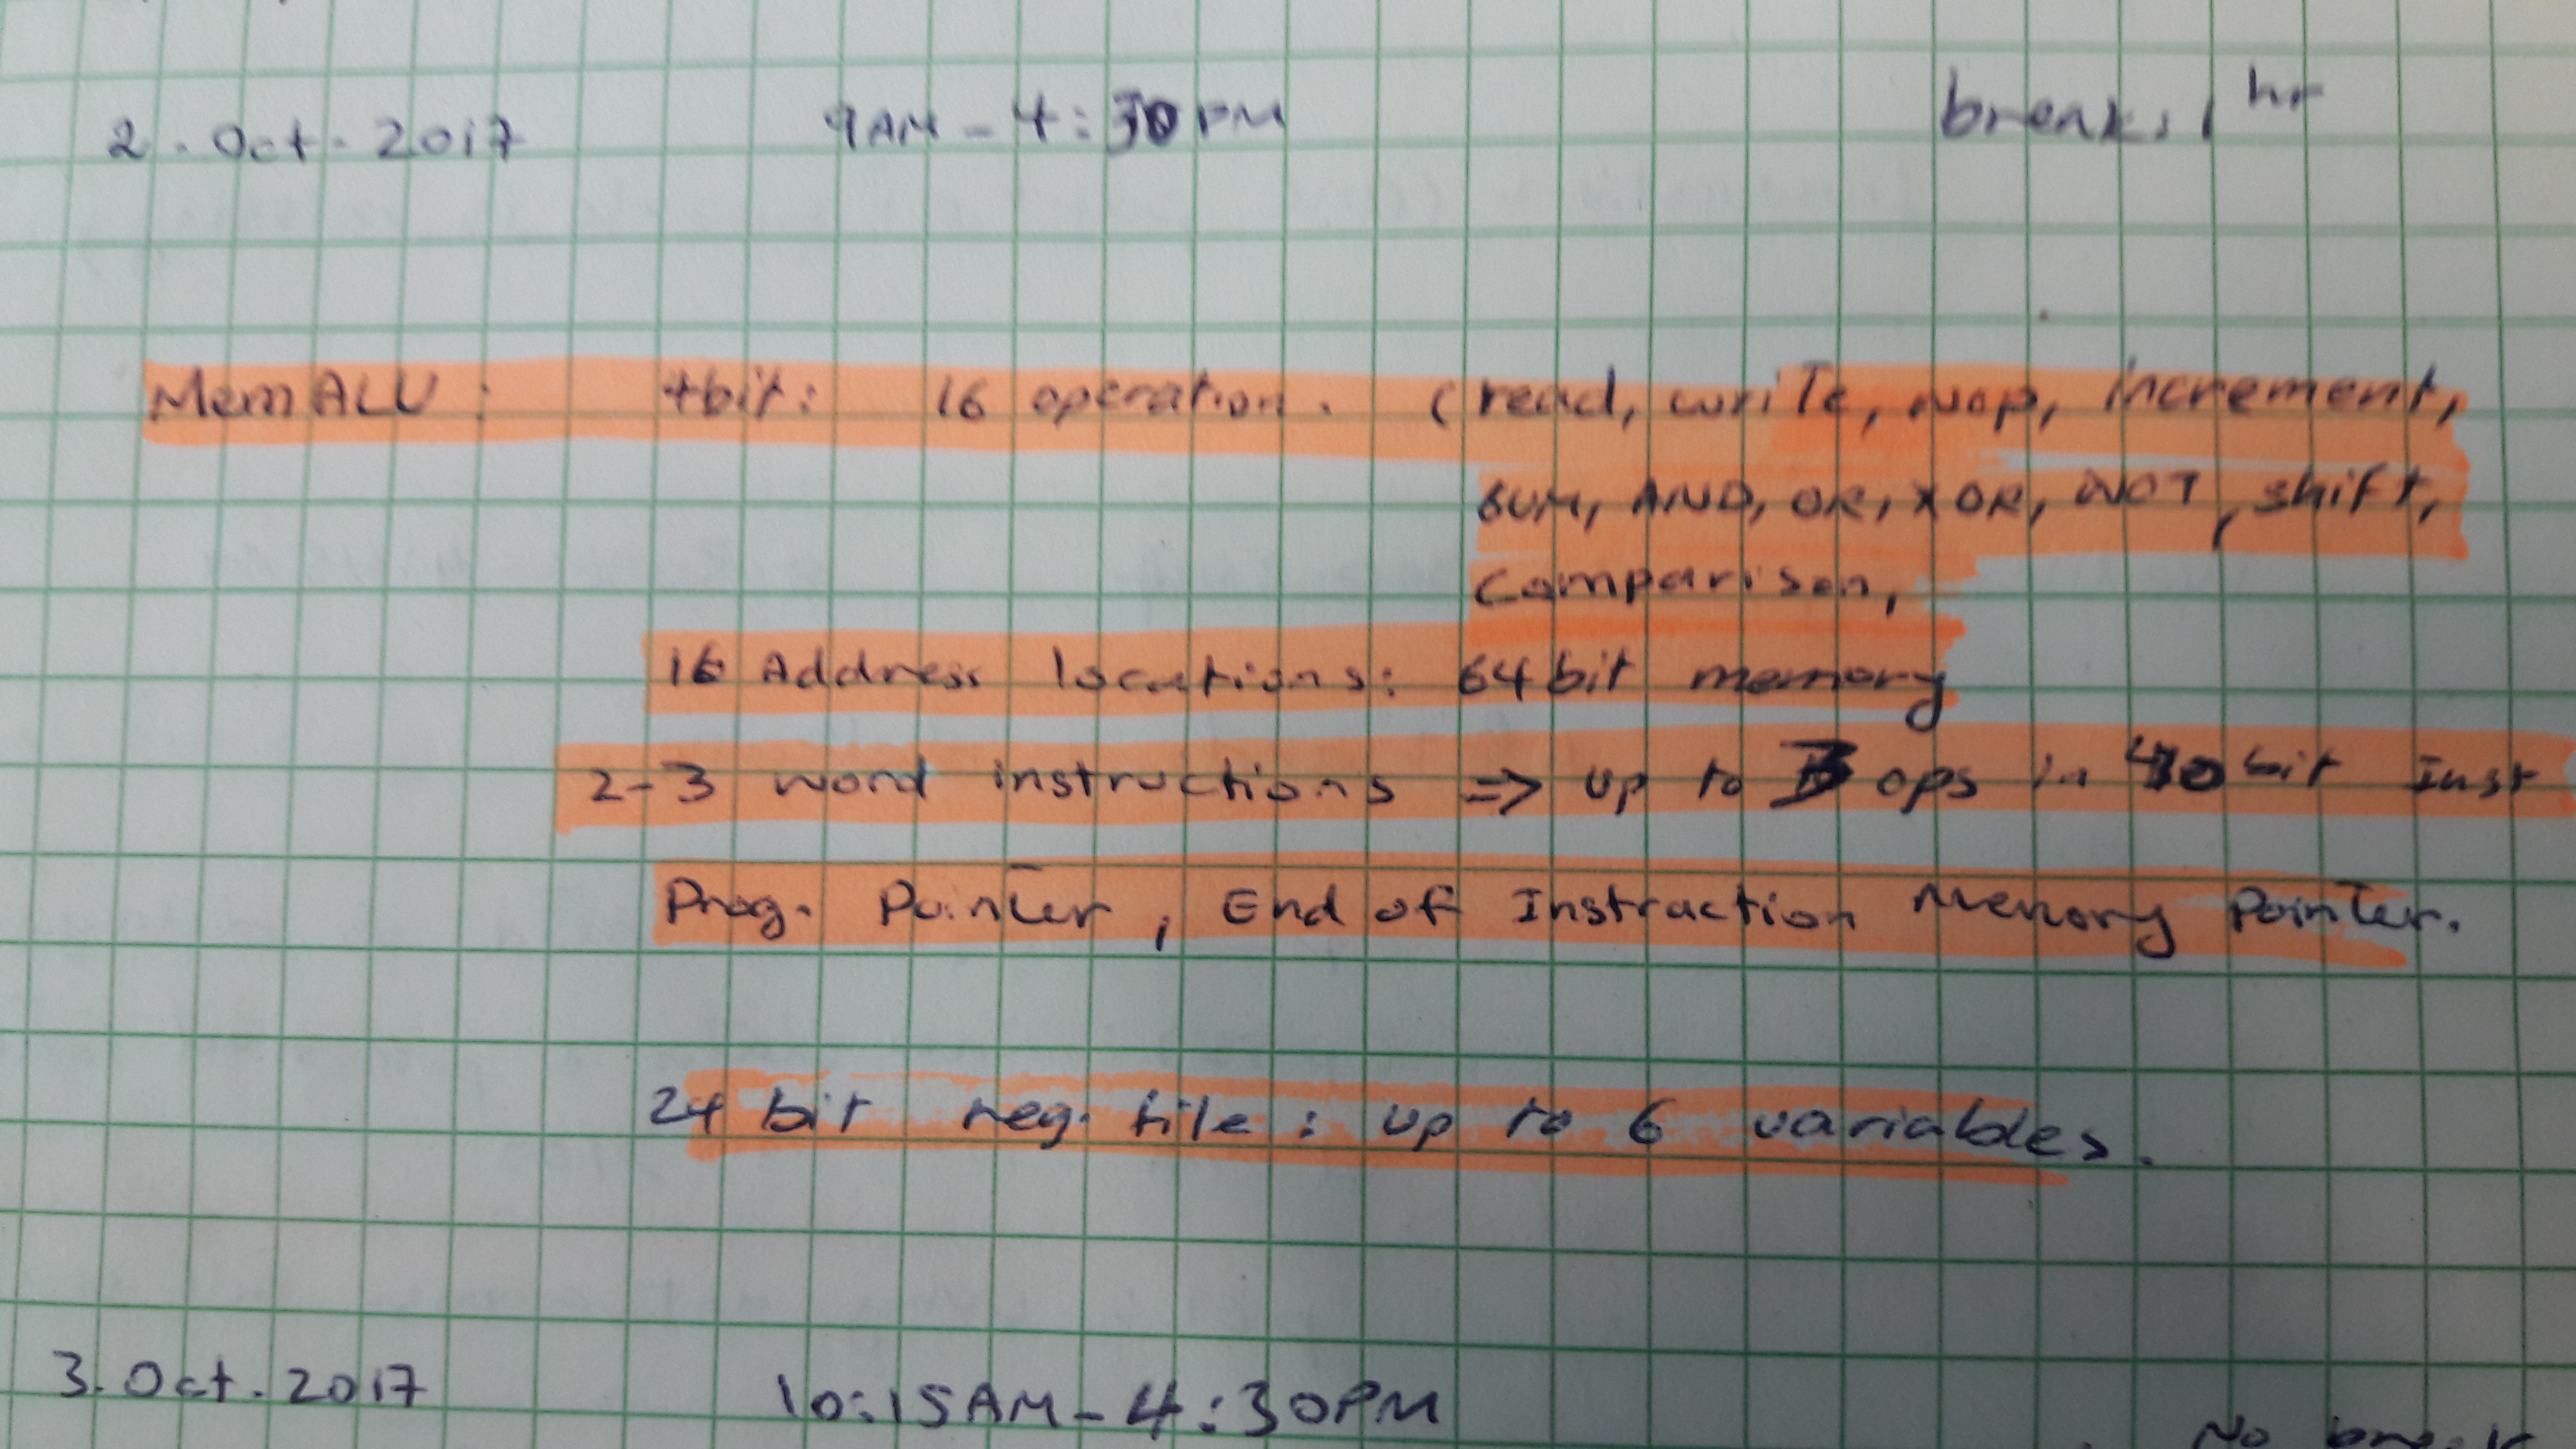 2. Oct. 2017 9AM - 4:30PM break 1 hr
MemALU : 4bit: 16 operation. (read, write, NOP, increment,
SUM, AND, OR, XOR, NOT, shift,
Comparison,
16 Address locations: 64 bit memory
2-3 word instructions => up to 3 ops in 40 bit inst
Prog. Pointer, End of Instraction memory Pointer.
24 bit reg. file: up to 6 variables.
3. Oct. 2017 10:15AM - 4:30PM No break